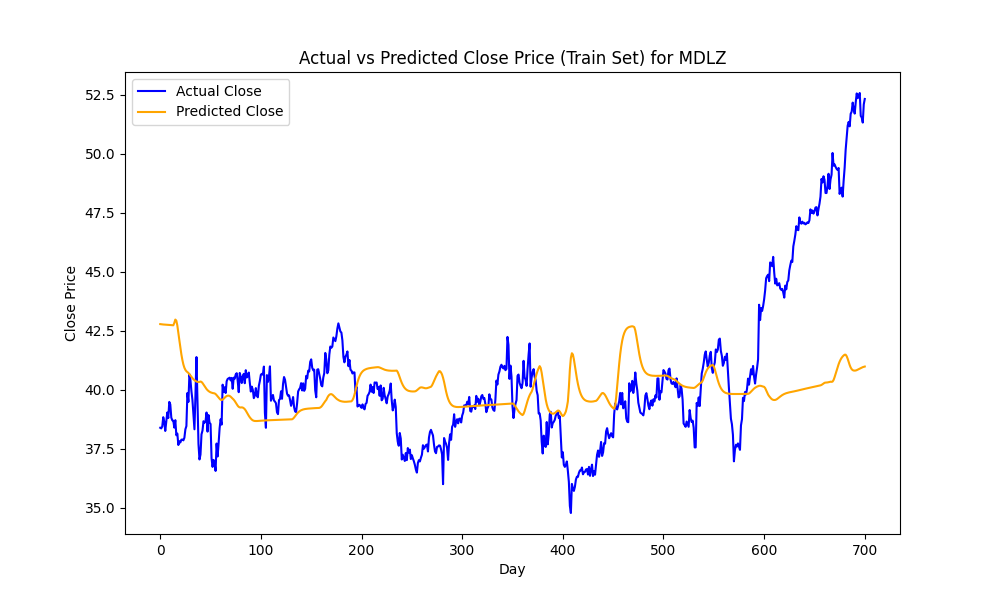 Actual vs Predicted Close Price (Train Set) for MDLZ
Actual Close
Predicted Close
52.5
50.0
47.5
45.0
42.5
40.0
37.5
35.0
Close Price
0 100 200 300 400 500 600 700
Day